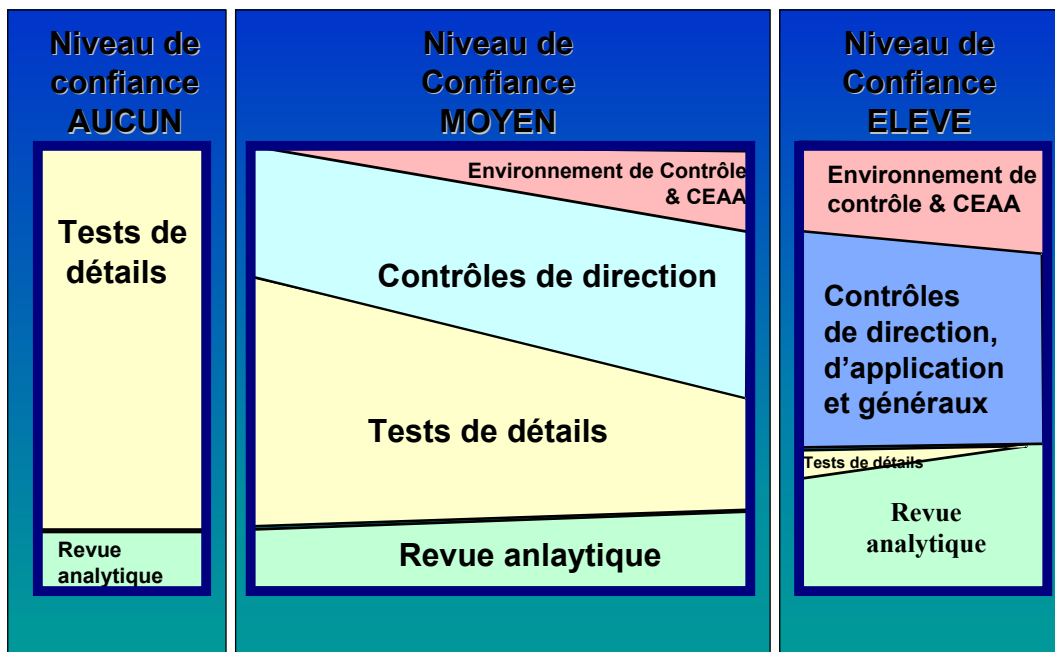 Niveau de
confiance
AUCUN
Tests de
détails
Revue
analytique
Niveau de
Confiance
MOYEN
Environnement de Contrôle
& CEAA
Contrôles de direction
Tests de détails
Revue anlaytique
Niveau de
Confiance
ELEVE
Environnement de
contrôle & CEAA
Contrôles
de direction,
d'application
et généraux
Tests de détails
Revue
analytique